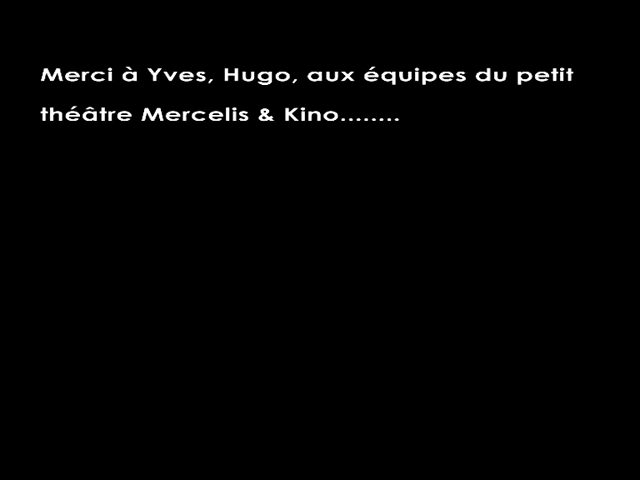 Merci à Yves, Hugo, aux équipes du petit
théâtre Mercelis & Kino........